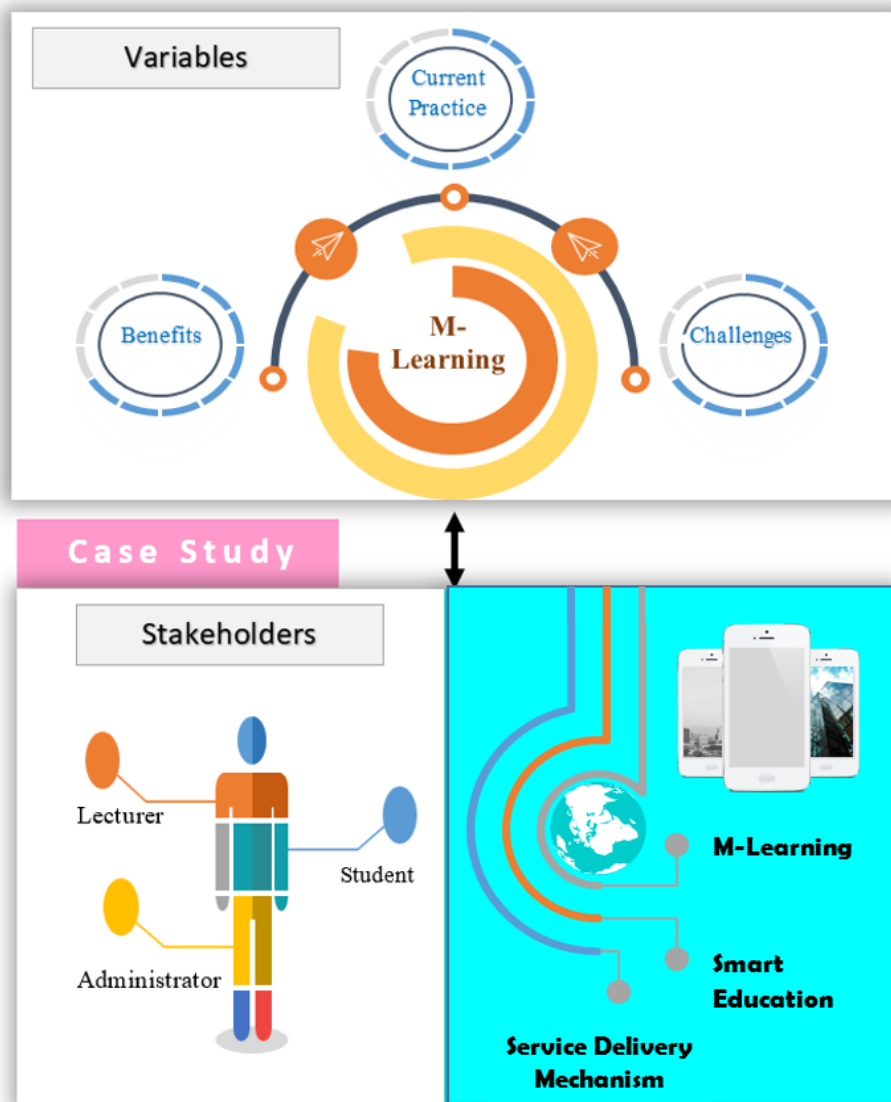 Variables
Current
Practice
Benefits
M-
Learning
Challenges
Case Study
Stakeholders
Lecturer
Student
Administrator
M-Learning
Smart
Education
Service Delivery
Mechanism